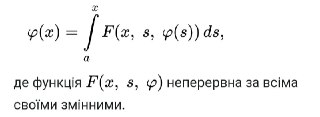 φ(x) = ∫ₐˣ F(x, s, φ(s)) ds,
де функція F(x, s, φ) неперервна за всіма
своїми змінними.